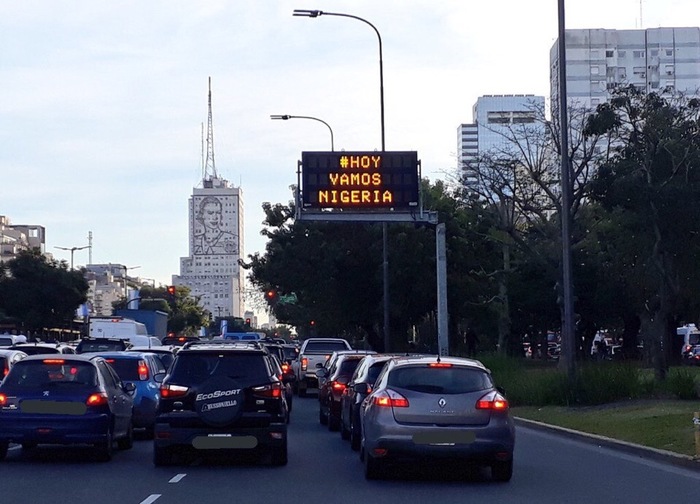 #HOY
VAMOS
NIGERIA
EcoSport